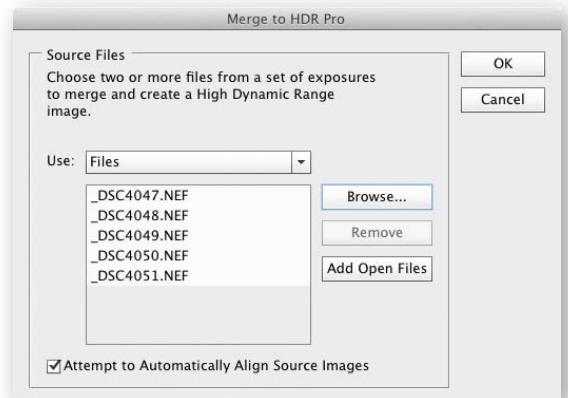 Merge to HDR Pro
Source Files
Choose two or more files from a set of exposures
to merge and create a High Dynamic Range
image.
OK
Cancel
Use: Files
_DSC4047.NEF
_DSC4048.NEF
_DSC4049.NEF
_DSC4050.NEF
_DSC4051.NEF
Browse...
Remove
Add Open Files
Attempt to Automatically Align Source Images